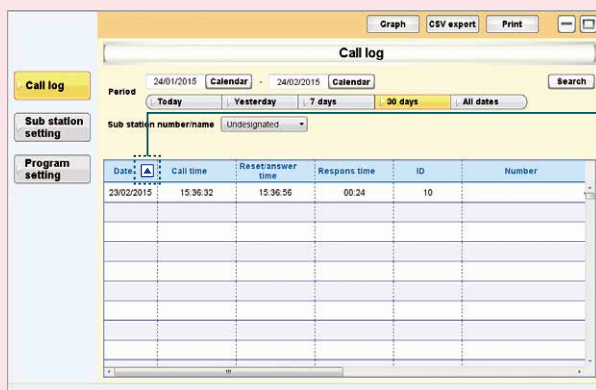 Graph CSV export Print
Call log
Call log
Period 24/01/2015 Calendar - 24/02/2015 Calendar Search
Today Yesterday 7 days 30 days All dates
Sub station
setting
Sub station number/name Undesignated
Program
setting
Date Call time Reset/answer
time Respons time ID Number
23/02/2015 15:36:32 15:36:56 00:24 10